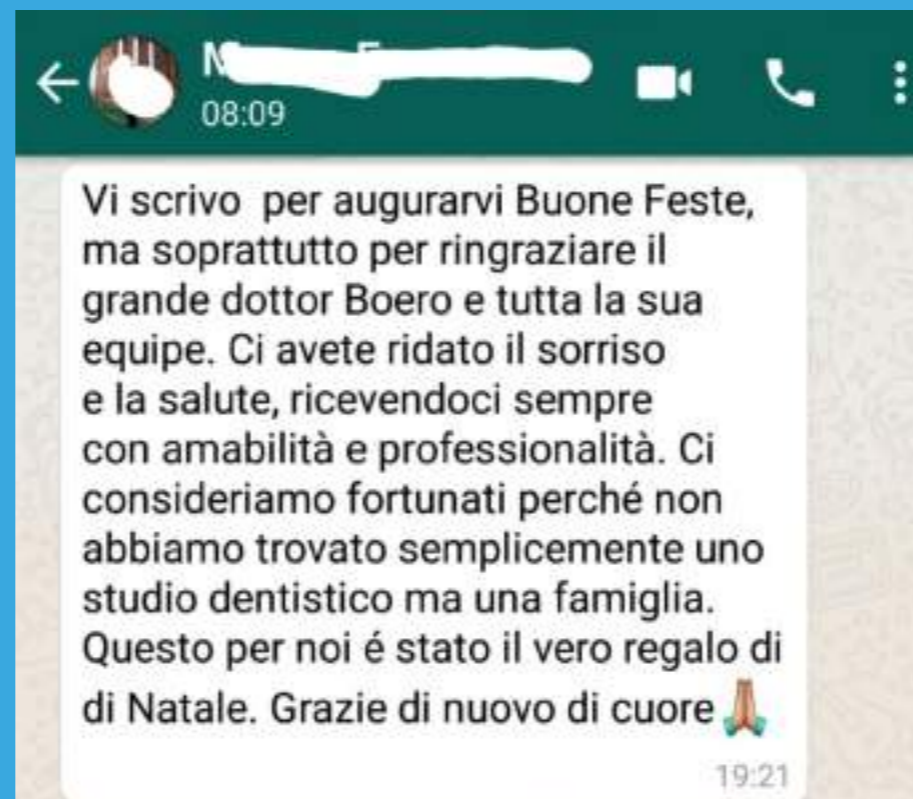 08:09
Vi scrivo per augurarvi Buone Feste,
ma soprattutto per ringraziare il
grande dottor Boero e tutta la sua
equipe. Ci avete ridato il sorriso
e la salute, ricevendoci sempre
con amabilità e professionalità. Ci
consideriamo fortunati perché non
abbiamo trovato semplicemente uno
studio dentistico ma una famiglia.
Questo per noi é stato il vero regalo di
di Natale. Grazie di nuovo di cuore🙏
19:21